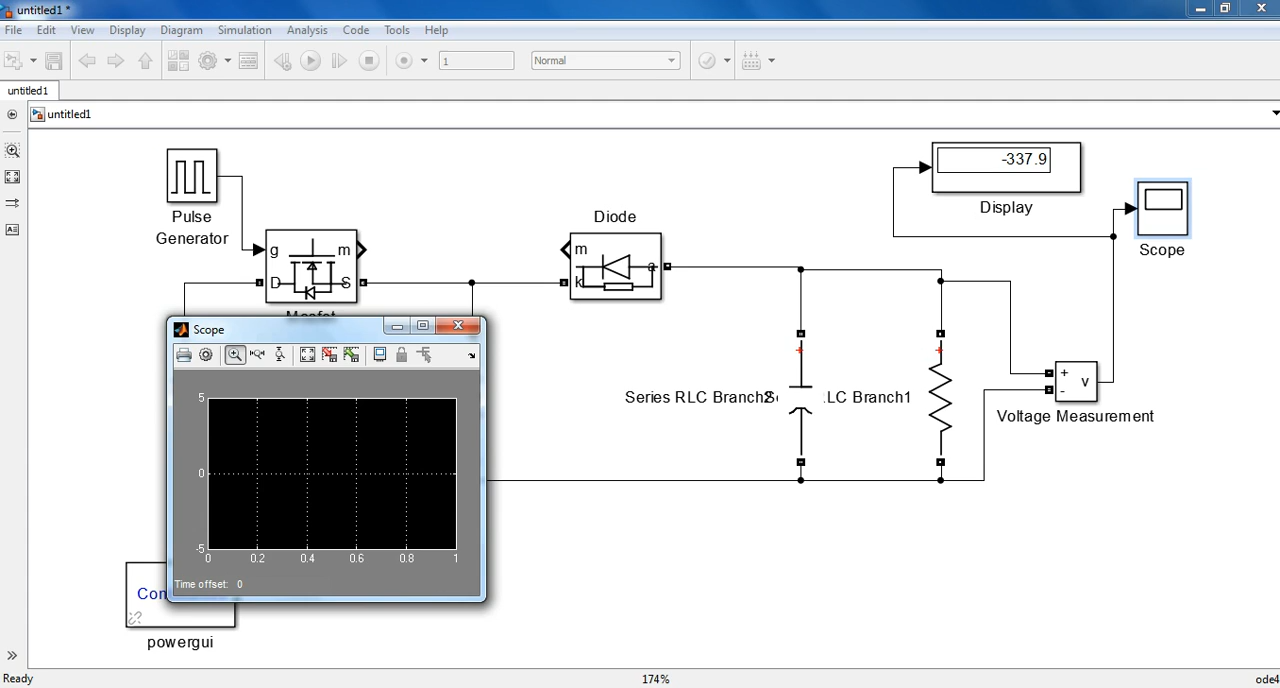 untitled1 *
File Edit View Display Diagram Simulation Analysis Code Tools Help
1
Normal
untitled1
untitled1
Pulse
Generator
g
m
D
S
Diode
m
a
k
-337.9
Display
Scope
Scope
5
0
-5
0 0.2 0.4 0.6 0.8 1
Time offset: 0
Series RLC Branch2
LC Branch1
+
-
v
Voltage Measurement
powergui
Ready
174%
ode4